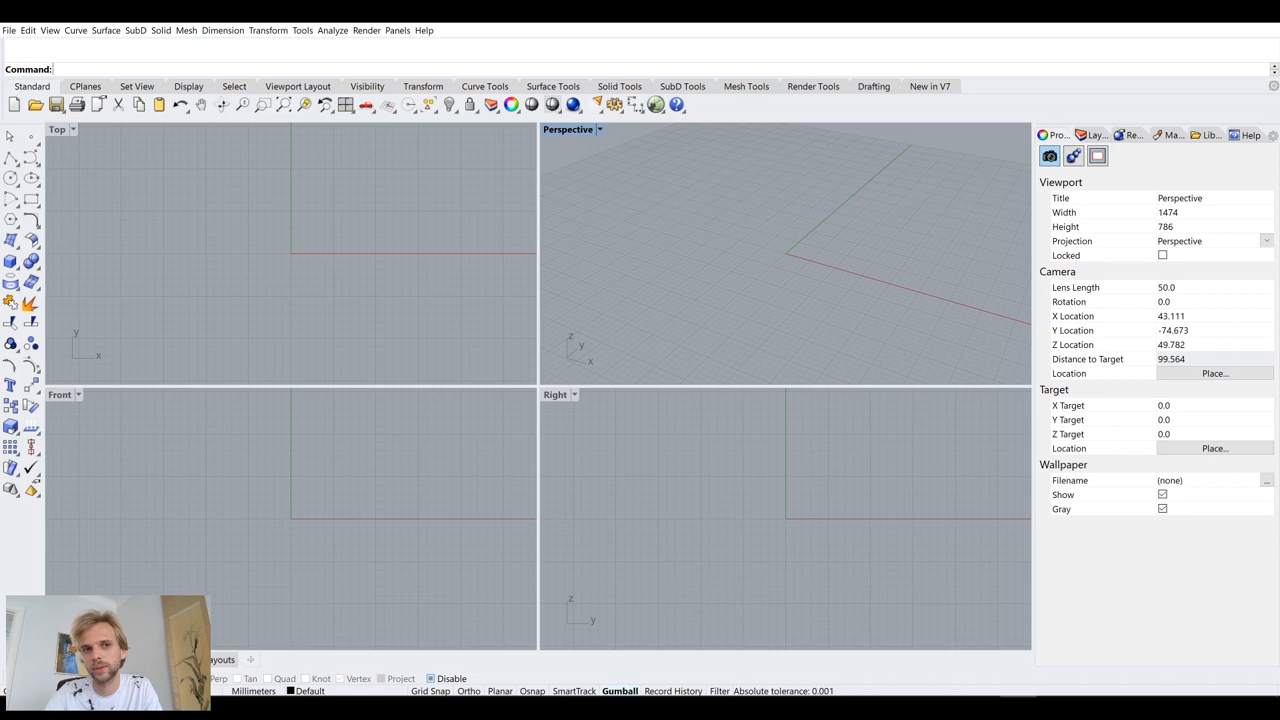 File Edit View Curve Surface SubD Solid Mesh Dimension Transform Tools Analyze Render Panels Help
Command:
Standard CPlanes Set View Display Select Viewport Layout Visibility Transform Curve Tools Surface Tools Solid Tools SubD Tools Mesh Tools Render Tools Drafting New in V7
Top
Perspective
Pro... Lay... Re... Ma... Lib... Help
Viewport
Title Perspective
Width 1474
Height 786
Projection Perspective
Locked
Camera
Lens Length 50.0
Rotation 0.0
X Location 43.111
Y Location -74.673
Z Location 49.782
Distance to Target 99.564
Location Place...
Target
X Target 0.0
Y Target 0.0
Z Target 0.0
Location Place...
Wallpaper
Filename (none) ...
Show
Gray
y
x
z
y
x
Front
Right
z
y
ayouts
Perp Tan Quad Knot Vertex Project Disable
Millimeters Default Grid Snap Ortho Planar Osnap SmartTrack Gumball Record History Filter Absolute tolerance: 0.001